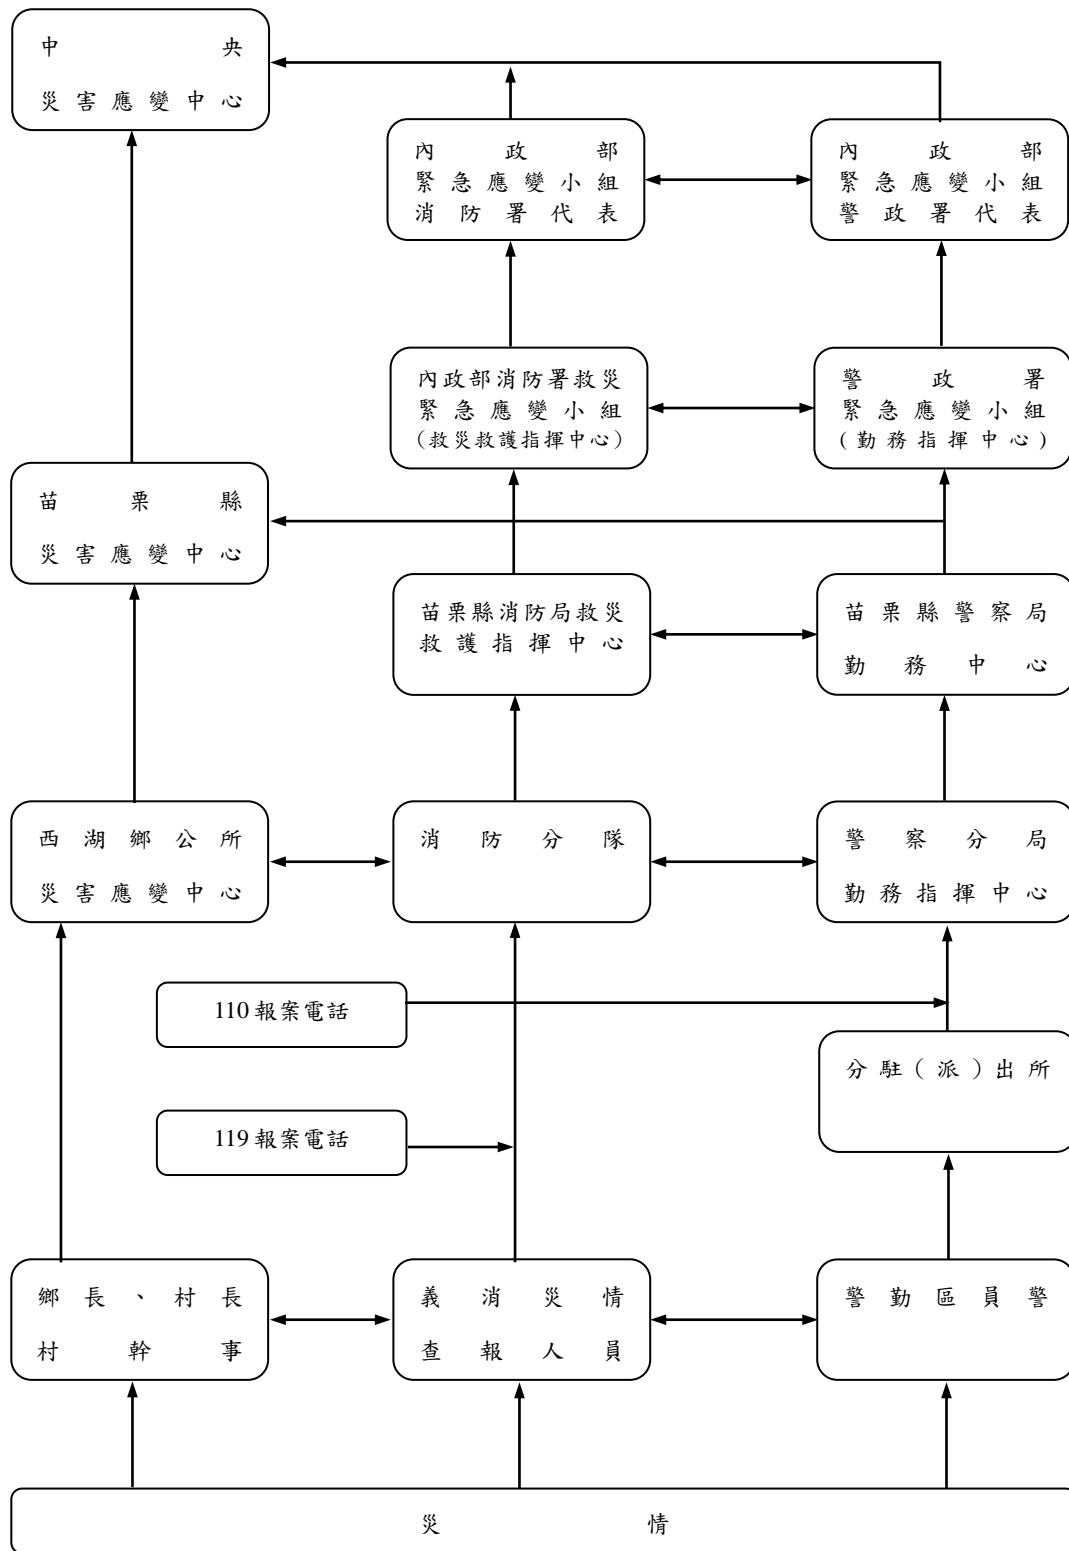 中央
災害應變中心
內政部
緊急應變小組
消防署代表
內政部
緊急應變小組
警政署代表
內政部消防署救災
緊急應變小組
（救災救護指揮中心）
警政署
緊急應變小組
(勤務指揮中心)
苗栗縣
災害應變中心
苗栗縣消防局救災
救護指揮中心
苗栗縣警察局
勤務中心
西湖鄉公所
災害應變中心
消防分隊
警察分局
勤務指揮中心
110報案電話
分駐(派)出所
119報案電話
鄉長、村長
村幹事
義消災情
查報人員
警勤區員警
災情